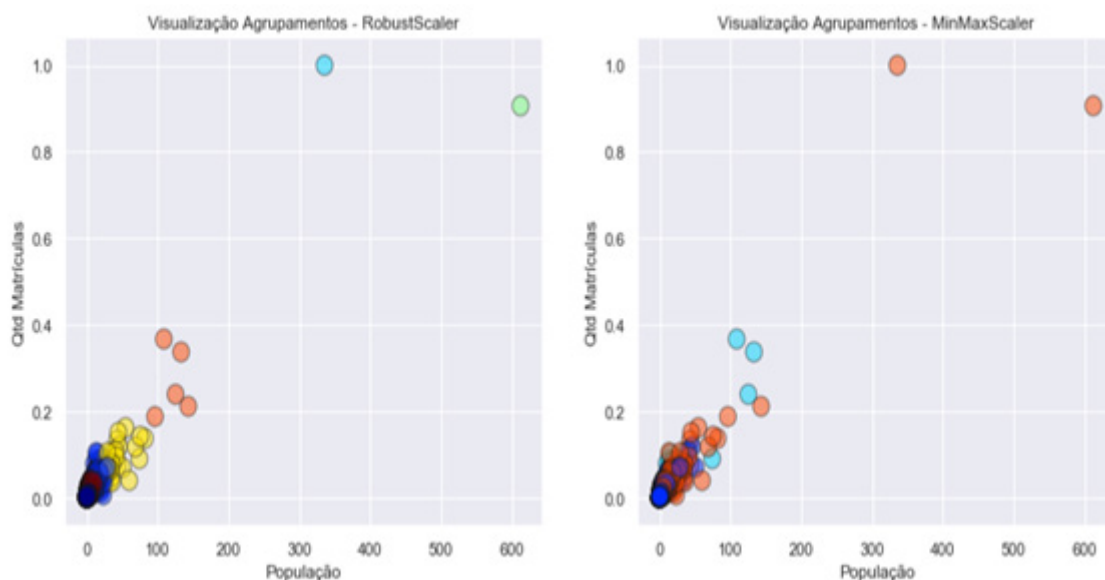 Visualização Agrupamentos - RobustScaler
1.0
0.8
0.6
0.4
0.2
0.0
Qtd Matrículas
0 100 200 300 400 500 600
População
Visualização Agrupamentos - MinMaxScaler
1.0
0.8
0.6
0.4
0.2
0.0
Qtd Matrículas
0 100 200 300 400 500 600
População